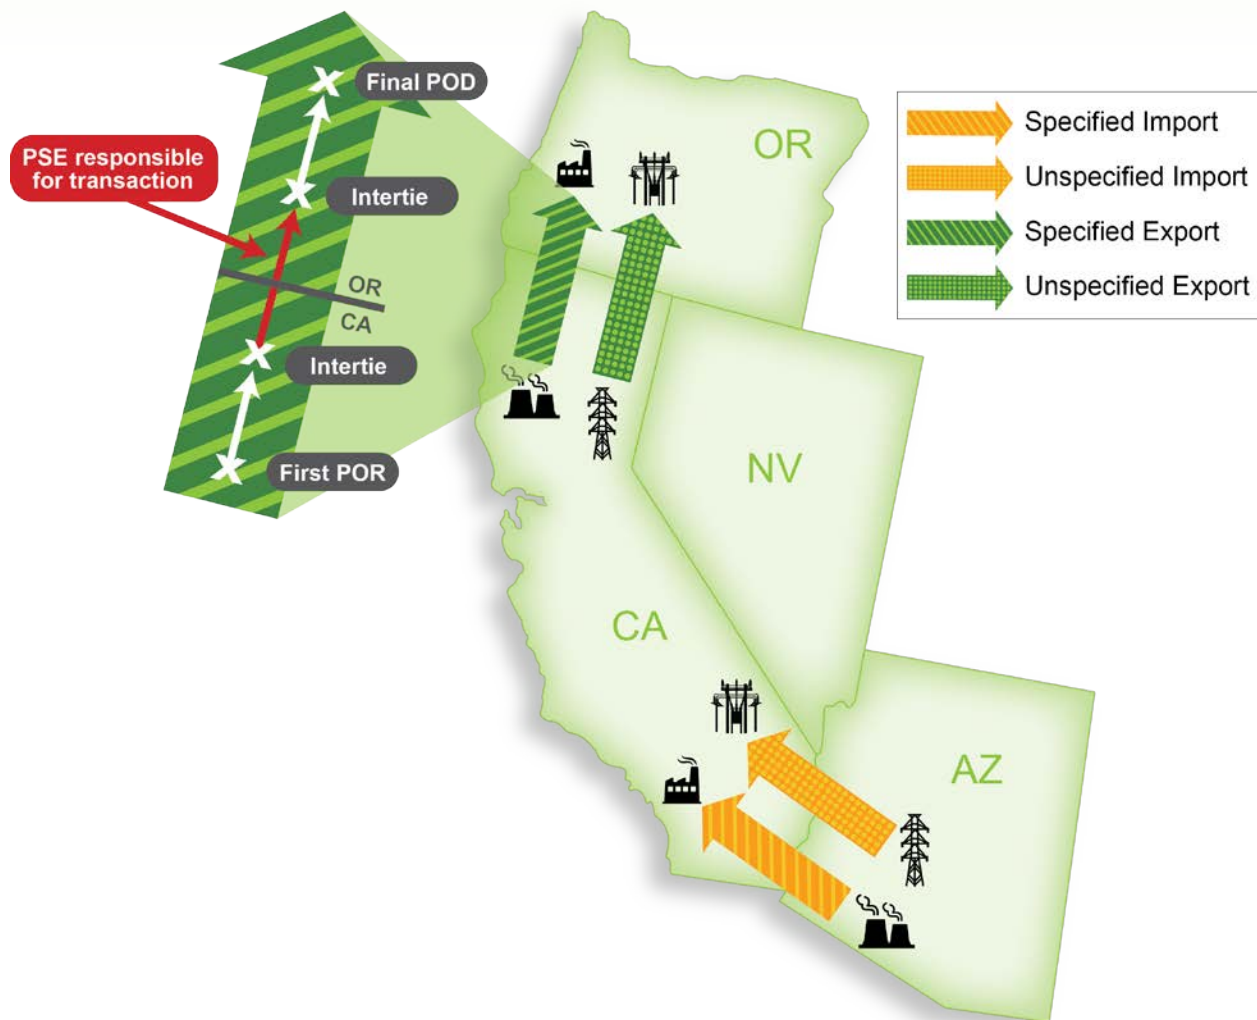 Final POD
PSE responsible
for transaction
Intertie
OR
CA
Intertie
First POR
OR
NV
CA
AZ
Specified Import
Unspecified Import
Specified Export
Unspecified Export